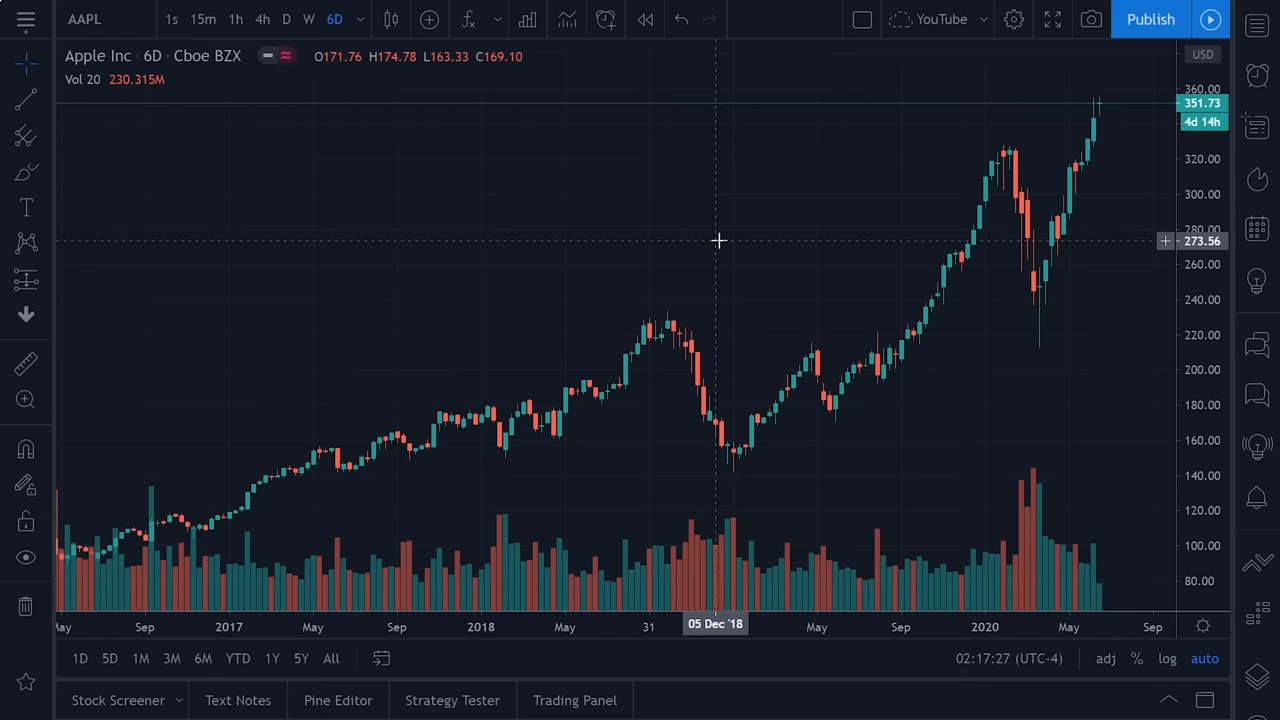 AAPL 1s 15m 1h 4h D W 6D YouTube Publish
Apple Inc · 6D · Cboe BZX O171.76 H174.78 L163.33 C169.10 USD
Vol 20 230.315M
360.00
351.73
4d 14h
320.00
300.00
280.00
273.56
260.00
240.00
220.00
200.00
180.00
160.00
140.00
120.00
100.00
80.00
May Sep 2017 May Sep 2018 May 31 05 Dec '18 May Sep 2020 May Sep
1D 5D 1M 3M 6M YTD 1Y 5Y All 02:17:27 (UTC-4) adj % log auto
Stock Screener Text Notes Pine Editor Strategy Tester Trading Panel